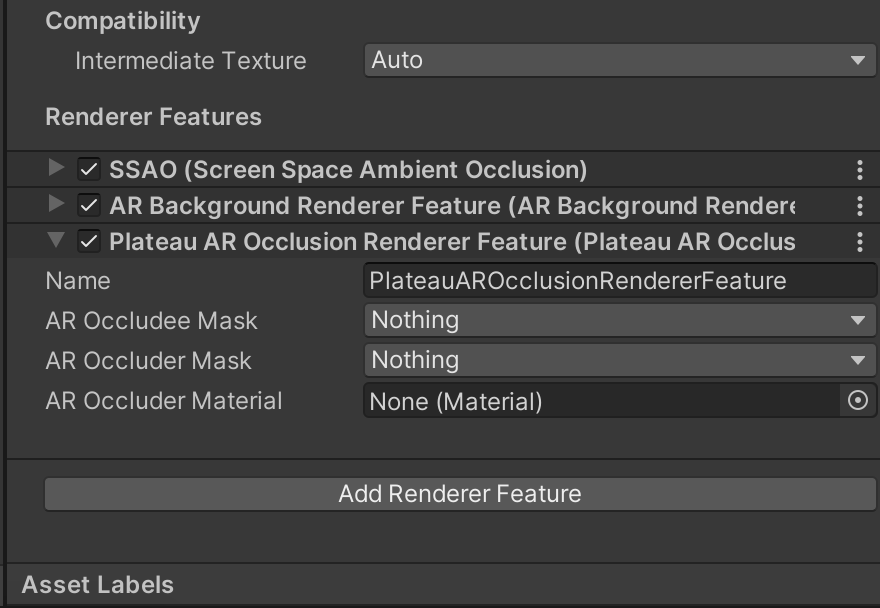 Compatibility
Intermediate Texture Auto
Renderer Features
SSAO (Screen Space Ambient Occlusion)
AR Background Renderer Feature (AR Background Rendere
Plateau AR Occlusion Renderer Feature (Plateau AR Occlus
Name PlateauAROcclusionRendererFeature
AR Occludee Mask Nothing
AR Occluder Mask Nothing
AR Occluder Material None (Material)
Add Renderer Feature
Asset Labels